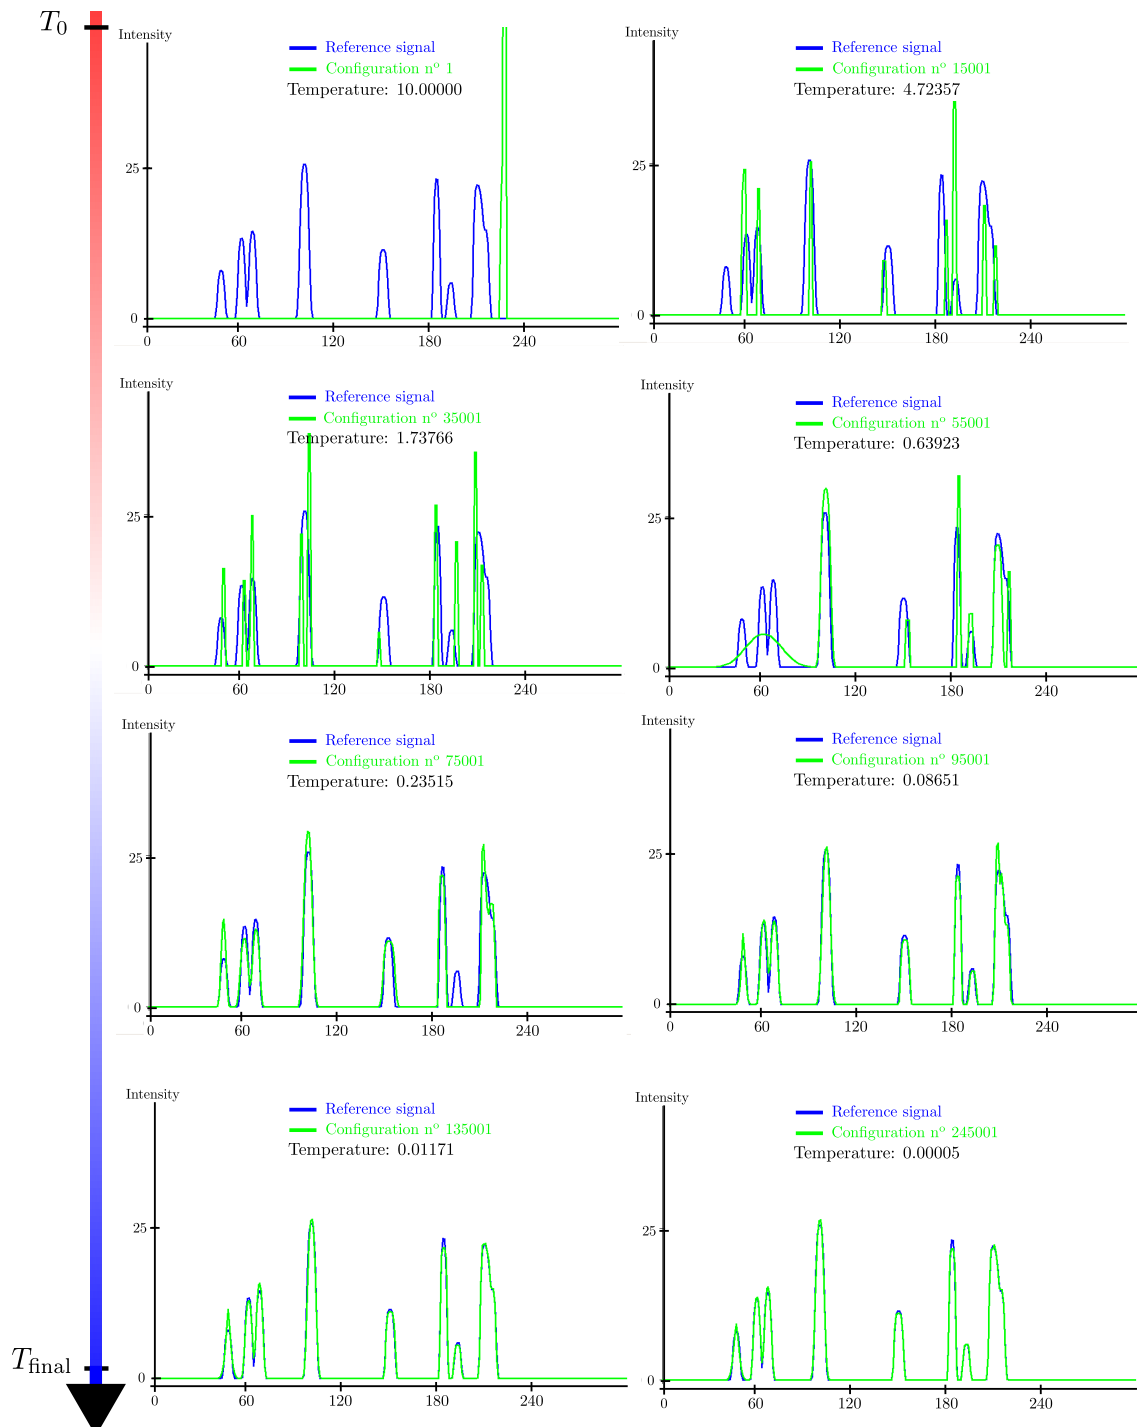 T0
Intensity
Reference signal
Configuration nº 1
Temperature: 10.00000
25
0
0 60 120 180 240
Intensity
Reference signal
Configuration nº 15001
Temperature: 4.72357
25
0
0 60 120 180 240
Intensity
Reference signal
Configuration nº 35001
Temperature: 1.73766
25
0
0 60 120 180 240
Intensity
Reference signal
Configuration nº 55001
Temperature: 0.63923
25
0
0 60 120 180 240
Intensity
Reference signal
Configuration nº 75001
Temperature: 0.23515
25
0
0 60 120 180 240
Intensity
Reference signal
Configuration nº 95001
Temperature: 0.08651
25
0
0 60 120 180 240
Intensity
Reference signal
Configuration nº 135001
Temperature: 0.01171
25
0
0 60 120 180 240
Intensity
Reference signal
Configuration nº 245001
Temperature: 0.00005
25
0
0 60 120 180 240
Tfinal